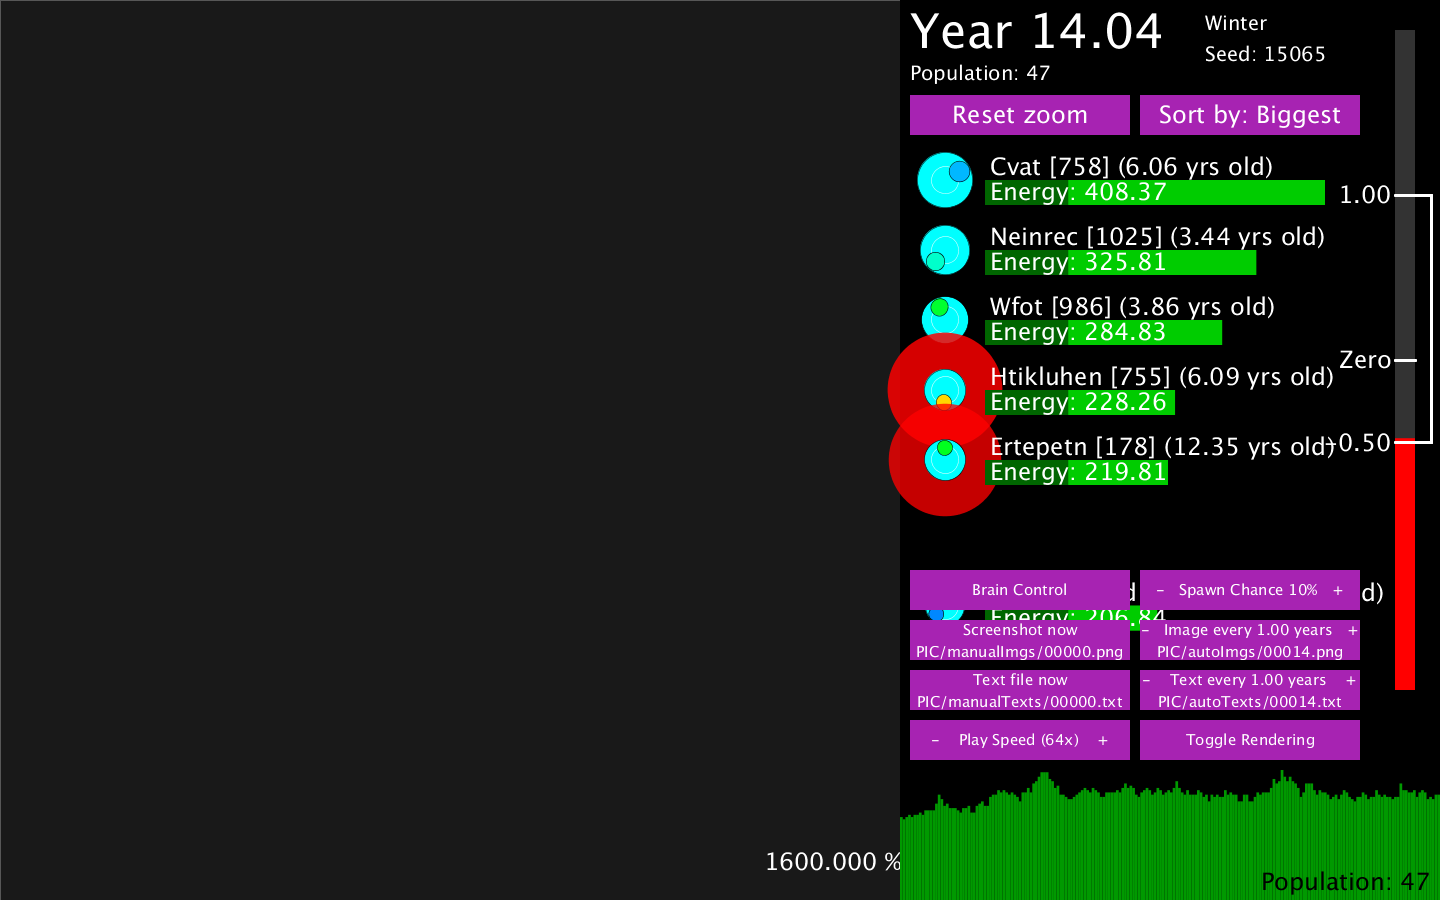 Year 14.04
Winter
Seed: 15065
Population: 47
Reset zoom
Sort by: Biggest
Cvat [758] (6.06 yrs old)
Energy: 408.37
1.00
Neinrec [1025] (3.44 yrs old)
Energy: 325.81
Wfot [986] (3.86 yrs old)
Energy: 284.83
Zero
Htikluhen [755] (6.09 yrs old)
Energy: 228.26
Ertepetn [178] (12.35 yrs old)
-0.50
Energy: 219.81
Brain Control
- Spawn Chance 10% +
d)
Energy: 206.84
Screenshot now
PIC/manualImgs/00000.png
- Image every 1.00 years +
PIC/autoImgs/00014.png
Text file now
PIC/manualTexts/00000.txt
- Text every 1.00 years +
PIC/autoTexts/00014.txt
- Play Speed (64x) +
Toggle Rendering
1600.000 %
Population: 47